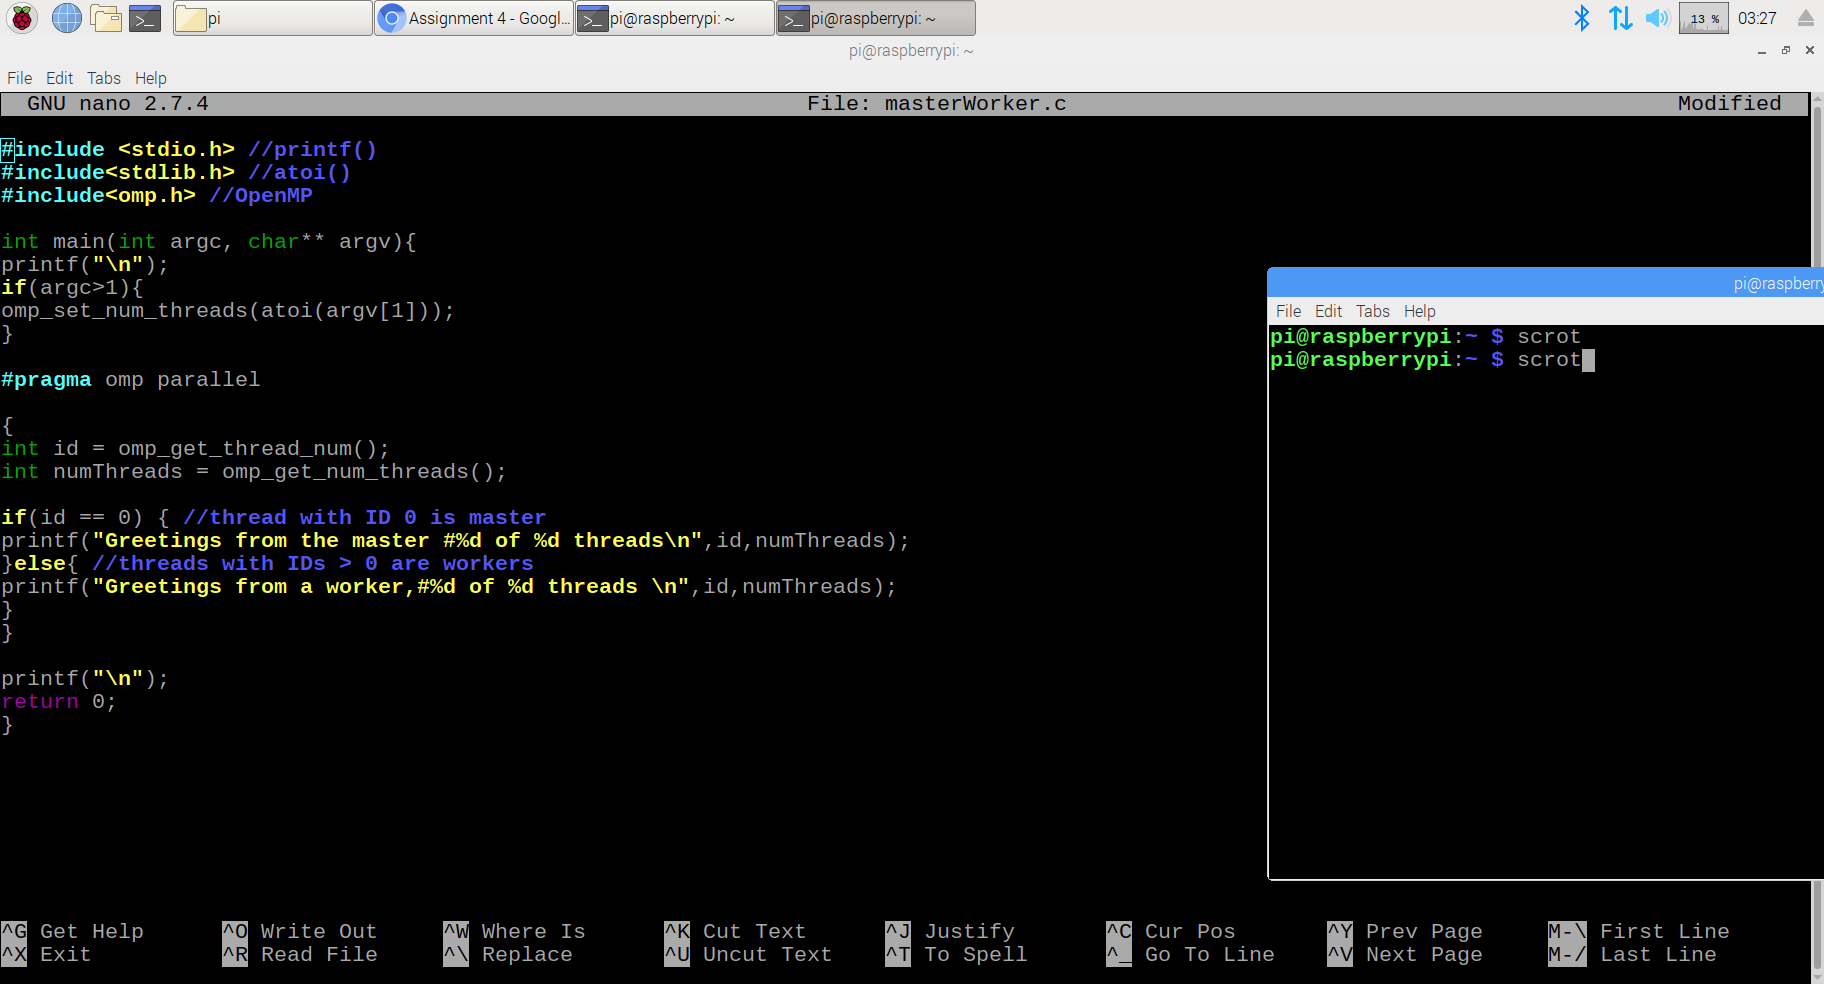 pi
Assignment 4 - Googl...
pi@raspberrypi: ~
pi@raspberrypi: ~
13 %
03:27
pi@raspberrypi: ~
File Edit Tabs Help
GNU nano 2.7.4 File: masterWorker.c Modified
#include <stdio.h> //printf()
#include<stdlib.h> //atoi()
#include<omp.h> //OpenMP
int main(int argc, char** argv){
printf("\n");
if(argc>1){
omp_set_num_threads(atoi(argv[1]));
}
#pragma omp parallel
{
int id = omp_get_thread_num();
int numThreads = omp_get_num_threads();
if(id == 0) { //thread with ID 0 is master
printf("Greetings from the master #%d of %d threads\n",id,numThreads);
}else{ //threads with IDs > 0 are workers
printf("Greetings from a worker,#%d of %d threads \n",id,numThreads);
}
}
printf("\n");
return 0;
}
pi@raspberry
File Edit Tabs Help
pi@raspberrypi:~ $ scrot
pi@raspberrypi:~ $ scrot
^G Get Help ^O Write Out ^W Where Is ^K Cut Text ^J Justify ^C Cur Pos ^Y Prev Page M-\ First Line
^X Exit ^R Read File ^\ Replace ^U Uncut Text ^T To Spell ^_ Go To Line ^V Next Page M-/ Last Line